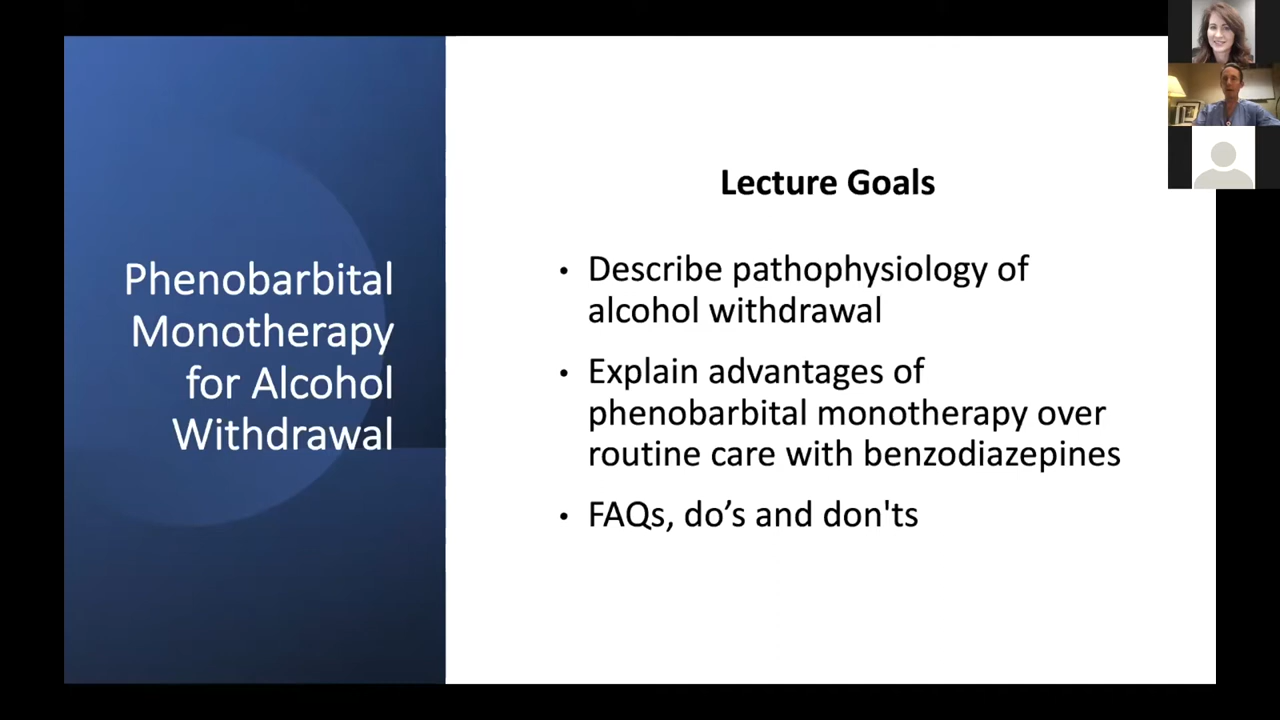 Phenobarbital
Monotherapy
for Alcohol
Withdrawal
Lecture Goals
• Describe pathophysiology of
alcohol withdrawal
• Explain advantages of
phenobarbital monotherapy over
routine care with benzodiazepines
• FAQs, do’s and don'ts